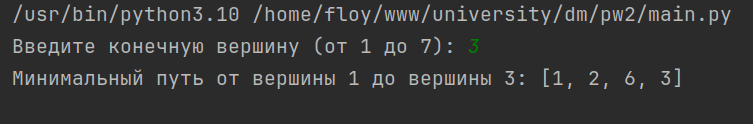 /usr/bin/python3.10 /home/floy/www/university/dm/pw2/main.py
Введите конечную вершину (от 1 до 7): 3
Минимальный путь от вершины 1 до вершины 3: [1, 2, 6, 3]